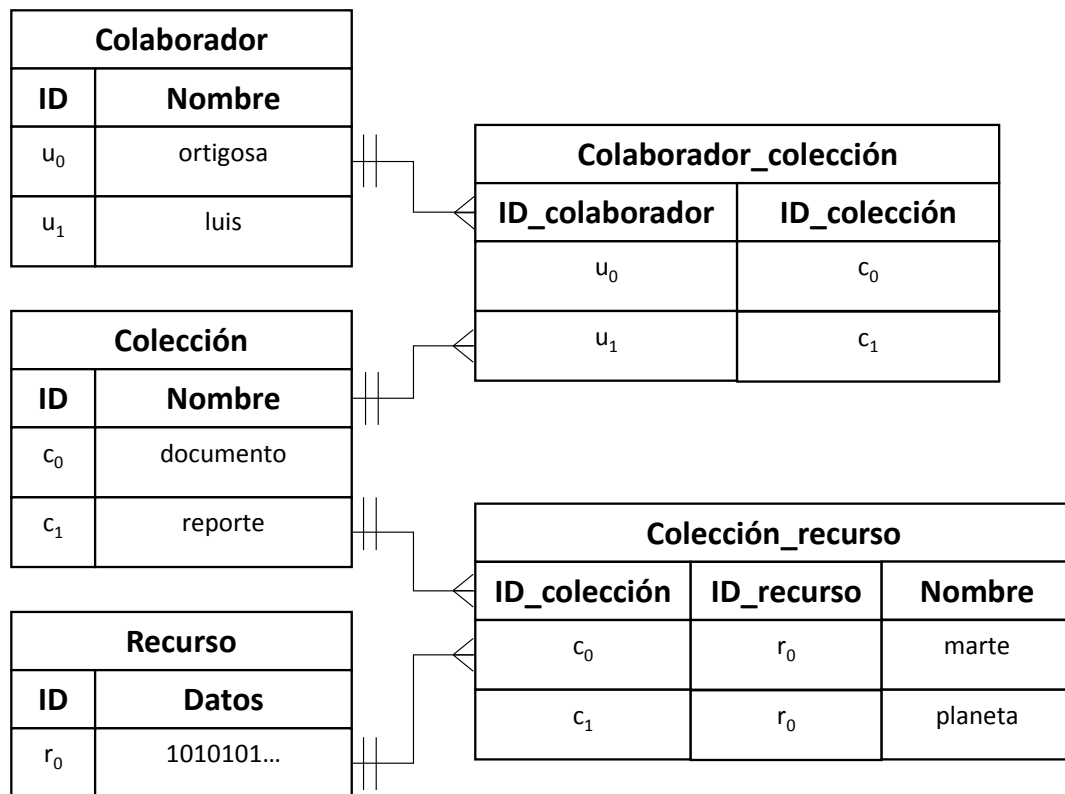 Colaborador
ID Nombre
u₀ ortigosa
u₁ luis
Colaborador_colección
ID_colaborador ID_colección
u₀ c₀
u₁ c₁
Colección
ID Nombre
c₀ documento
c₁ reporte
Colección_recurso
ID_colección ID_recurso Nombre
c₀ r₀ marte
c₁ r₀ planeta
Recurso
ID Datos
r₀ 1010101...